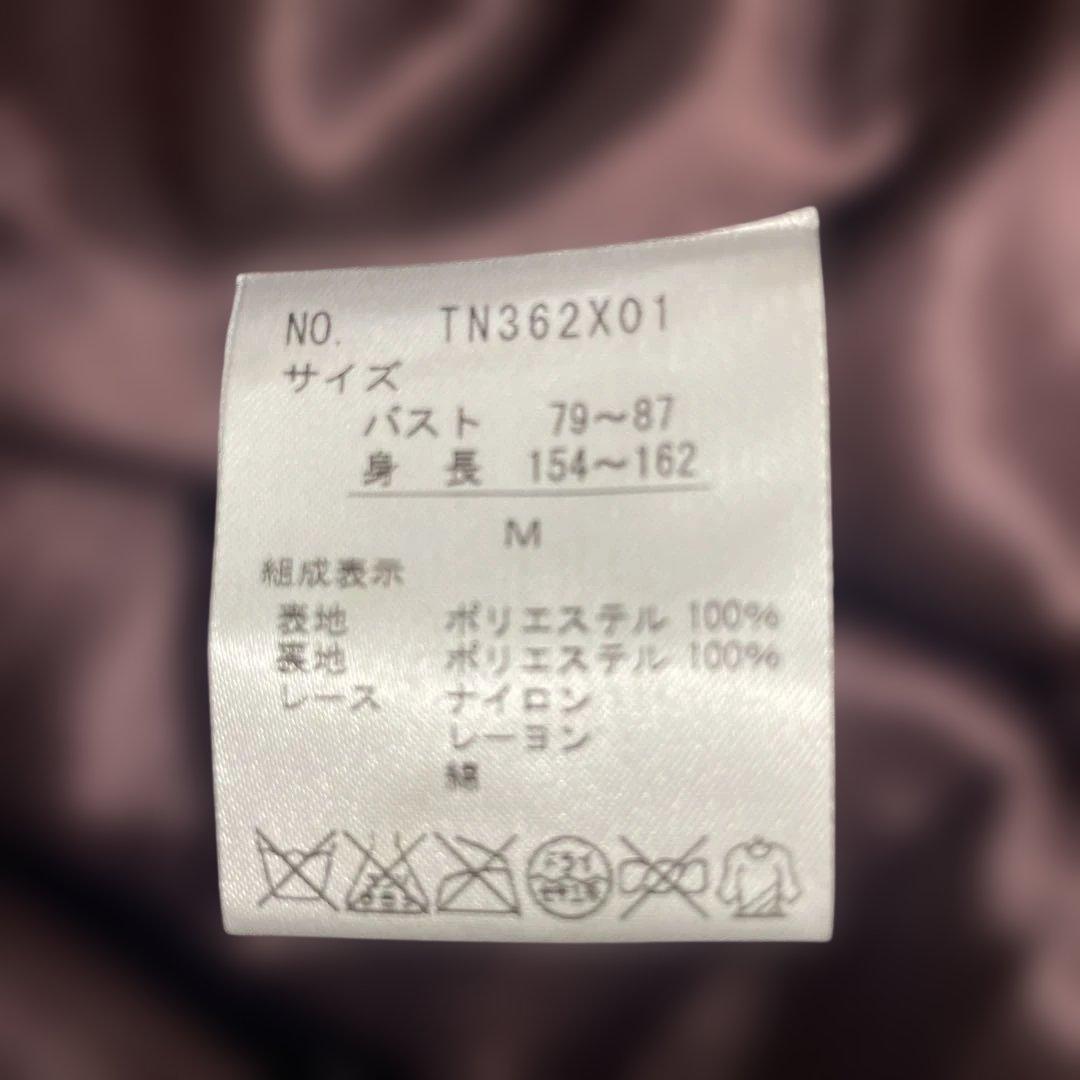 NO. TN362X01
サイズ
バスト 79～87
身 長 154～162
M
組成表示
表地 ポリエステル 100%
裏地 ポリエステル 100%
レース ナイロン
レーヨン
綿